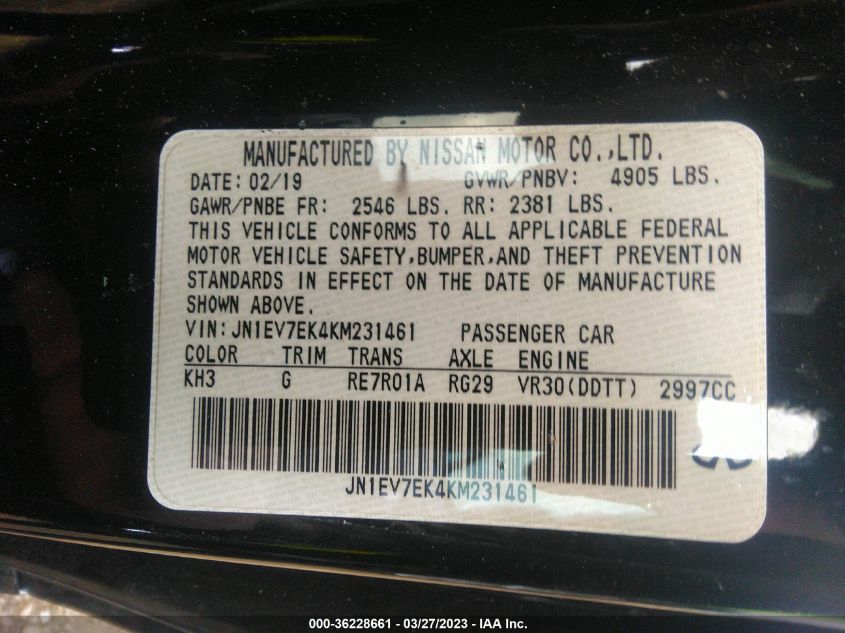 MANUFACTURED BY NISSAN MOTOR CO.,LTD.
DATE: 02/19 GVWR/PNBV: 4905 LBS.
GAWR/PNBE FR: 2546 LBS. RR: 2381 LBS.
THIS VEHICLE CONFORMS TO ALL APPLICABLE FEDERAL
MOTOR VEHICLE SAFETY,BUMPER,AND THEFT PREVENTION
STANDARDS IN EFFECT ON THE DATE OF MANUFACTURE
SHOWN ABOVE.
VIN:JN1EV7EK4KM231461 PASSENGER CAR
COLOR TRIM TRANS AXLE ENGINE
KH3 G RE7R01A RG29 VR30(DDTT) 2997CC
JN1EV7EK4KM231461
000-36228661 - 03/27/2023 - IAA Inc.